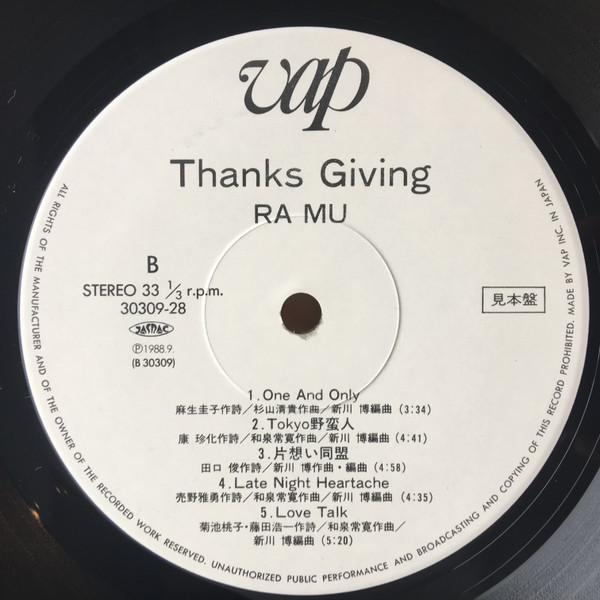 vap
Thanks Giving
RA MU
B
STEREO 33 1/3 r.p.m.
30309-28
JASRAC
Ⓟ1988.9.
(B 30309)
見本盤
1.One And Only
麻生圭子作詩／杉山清貴作曲／新川 博編曲 (3:34)
2.Tokyo野蛮人
康 珍化作詩／和泉常寛作曲／新川 博編曲 (4:41)
3.片想い同盟
田口 俊作詩／新川 博作曲・編曲 (4:58)
4.Late Night Heartache
売野雅勇作詩／和泉常寛作曲／新川 博編曲 (4:35)
5.Love Talk
菊池桃子・藤田浩一作詩／和泉常寛作曲／
新川 博編曲 (5:20)
ALL RIGHTS OF THE MANUFACTURER AND OF THE OWNER OF THE RECORDED WORK RESERVED. UNAUTHORIZED PUBLIC PERFORMANCE AND BROADCASTING AND COPYING OF THIS RECORD PROHIBITED. MADE BY VAP INC. IN JAPAN